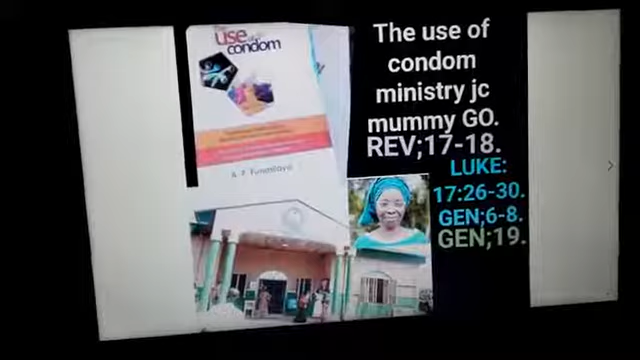 use of
condom
A. F. Funmilayo
The use of
condom
ministry jc
mummy GO.
REV;17-18.
LUKE:
17:26-30.
GEN;6-8.
GEN;19.